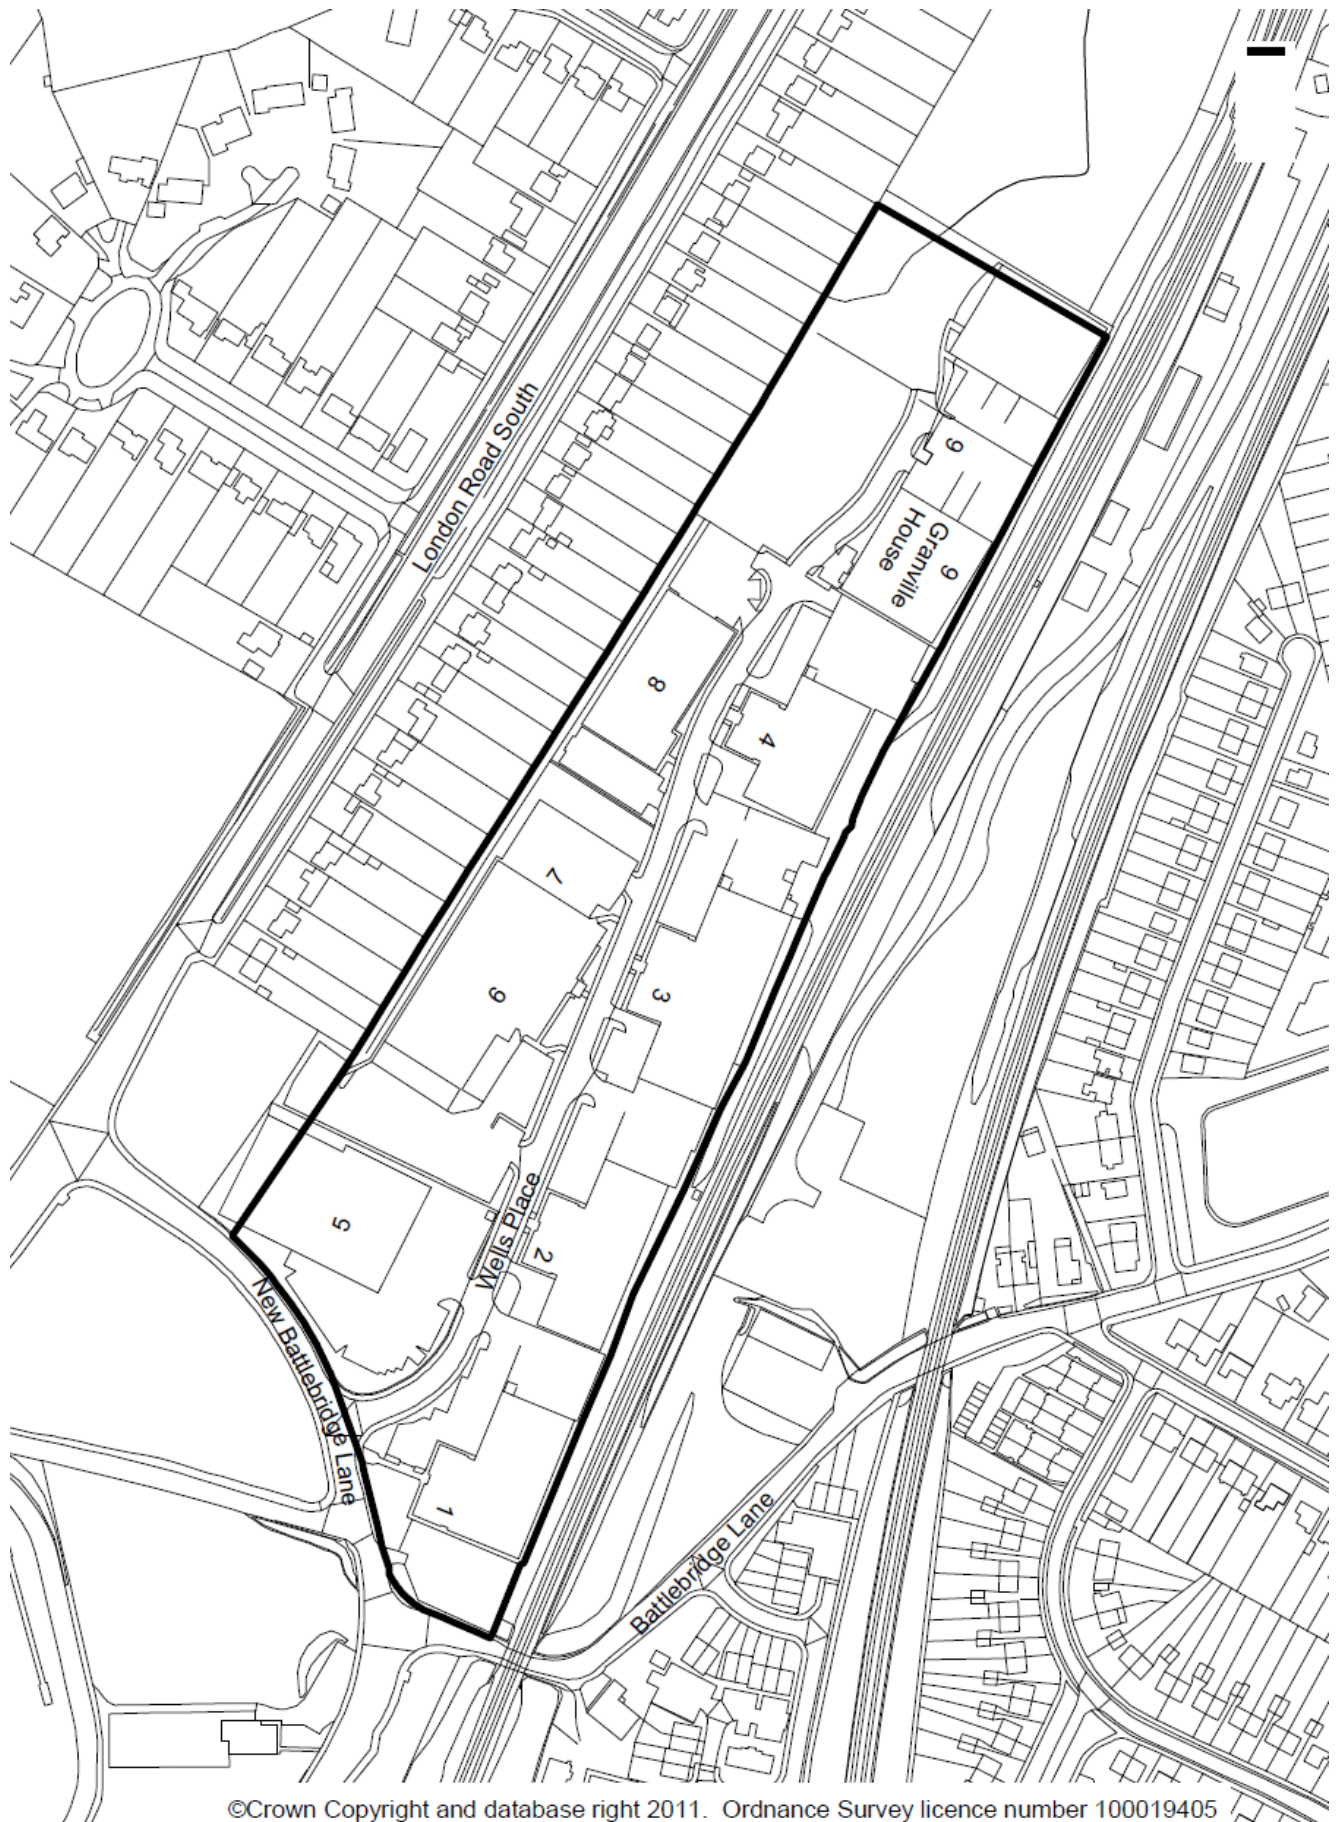 London Road South
9
Granville
House
9
8
4
7
6
3
Wells Place
5
2
New Battlebridge Lane
1
Battlebridge Lane
©Crown Copyright and database right 2011. Ordnance Survey licence number 100019405